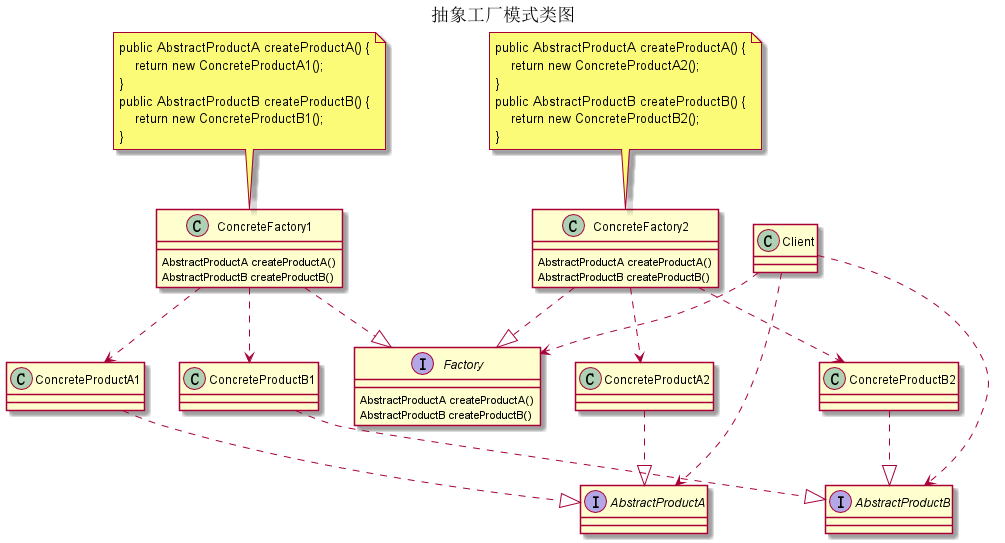 抽象工厂模式类图
public AbstractProductA createProductA() {
return new ConcreteProductA1();
}
public AbstractProductB createProductB() {
return new ConcreteProductB1();
}
public AbstractProductA createProductA() {
return new ConcreteProductA2();
}
public AbstractProductB createProductB() {
return new ConcreteProductB2();
}
C ConcreteFactory1
AbstractProductA createProductA()
AbstractProductB createProductB()
C ConcreteFactory2
AbstractProductA createProductA()
AbstractProductB createProductB()
C Client
C ConcreteProductA1
C ConcreteProductB1
I Factory
AbstractProductA createProductA()
AbstractProductB createProductB()
C ConcreteProductA2
C ConcreteProductB2
I AbstractProductA
I AbstractProductB